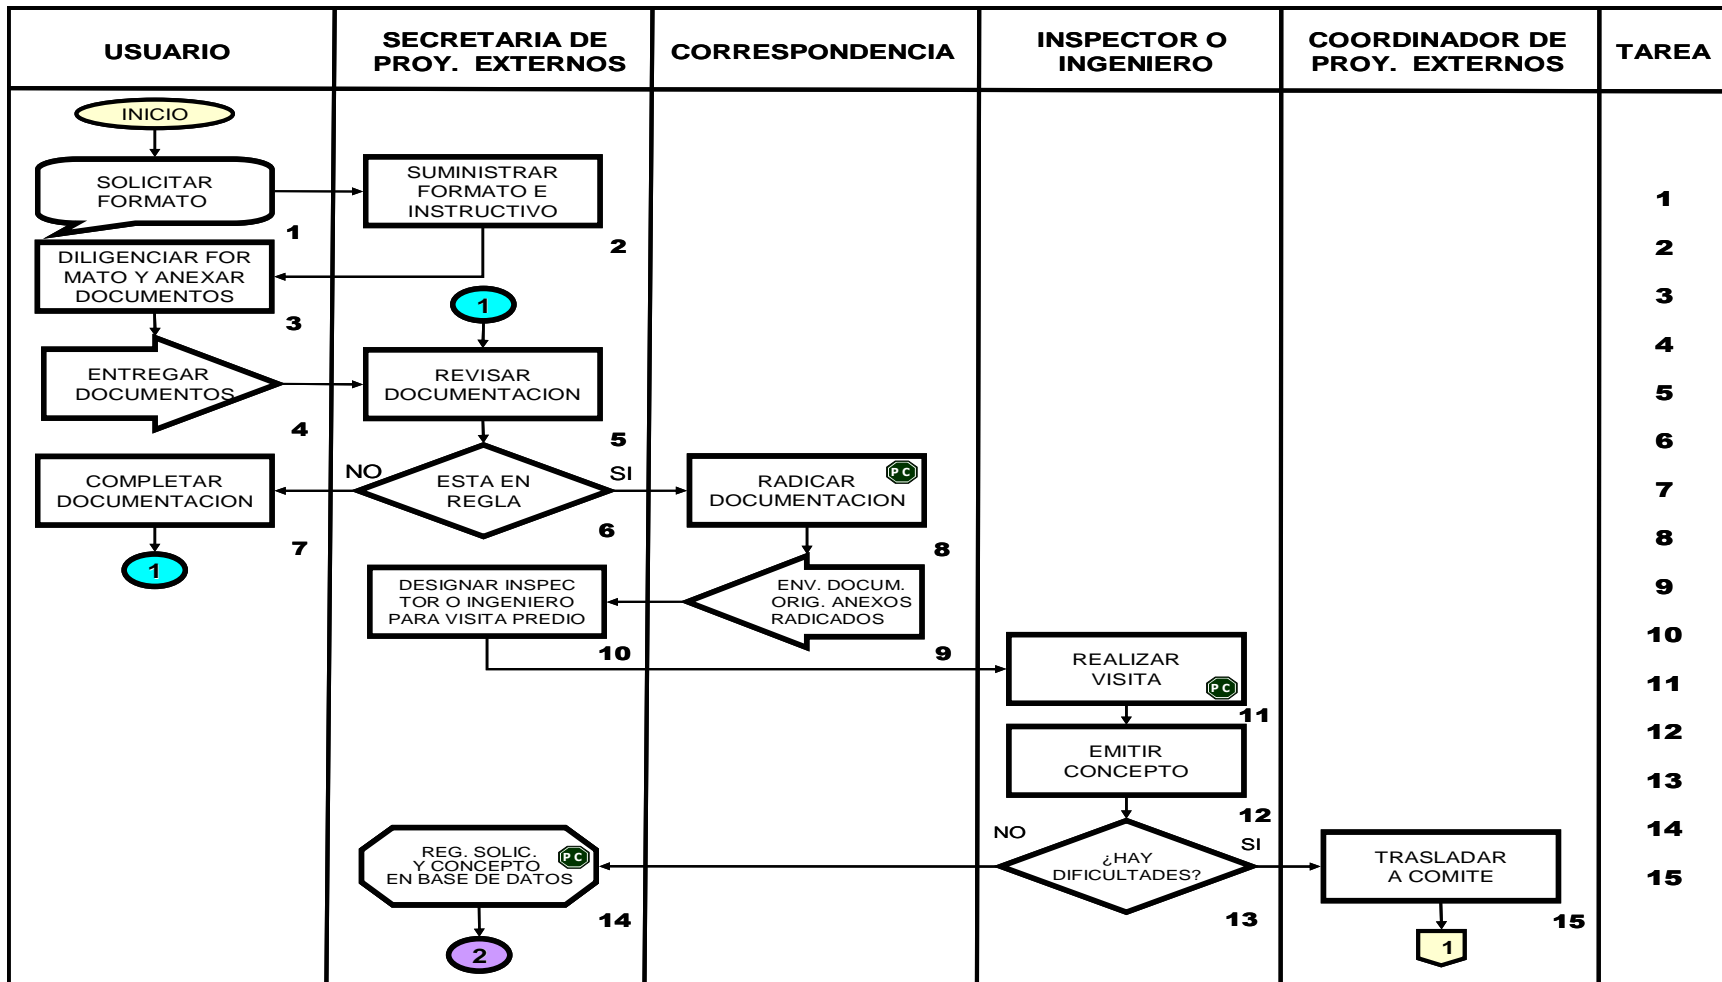 USUARIO
SECRETARIA DE
PROY. EXTERNOS
CORRESPONDENCIA
INSPECTOR O
INGENIERO
COORDINADOR DE
PROY. EXTERNOS
TAREA
INICIO
SOLICITAR
FORMATO
1
SUMINISTRAR
FORMATO E
INSTRUCTIVO
2
DILIGENCIAR FOR
MATO Y ANEXAR
DOCUMENTOS
3
1
ENTREGAR
DOCUMENTOS
4
REVISAR
DOCUMENTACION
5
COMPLETAR
DOCUMENTACION
7
1
NO
ESTA EN
REGLA
SI
6
RADICAR
DOCUMENTACION
PC
8
DESIGNAR INSPEC
TOR O INGENIERO
PARA VISITA PREDIO
10
ENV. DOCUM.
ORIG. ANEXOS
RADICADOS
9
REALIZAR
VISITA
PC
11
EMITIR
CONCEPTO
12
NO
¿HAY
DIFICULTADES?
SI
13
REG. SOLIC.
Y CONCEPTO
EN BASE DE DATOS
PC
14
2
TRASLADAR
A COMITE
15
1
1
2
3
4
5
6
7
8
9
10
11
12
13
14
15